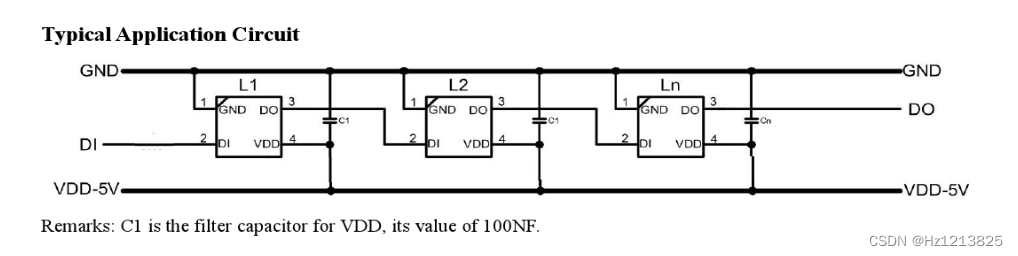 Typical Application Circuit
GND GND
L1 L2 Ln
1 GND DO 3 C1 1 GND DO 3 C1 1 GND DO 3 Cn DO
DI 2 DI VDD 4 2 DI VDD 4 2 DI VDD 4
VDD-5V VDD-5V
Remarks: C1 is the filter capacitor for VDD, its value of 100NF.
CSDN @Hz1213825